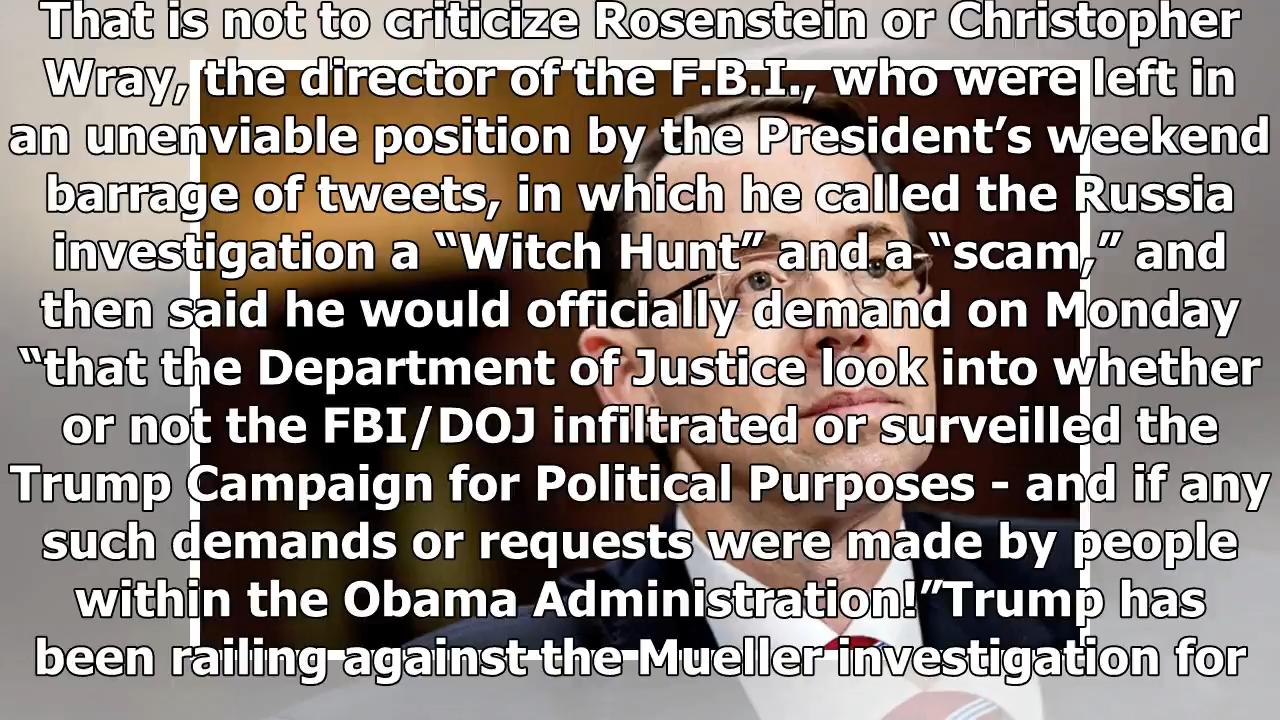 That is not to criticize Rosenstein or Christopher
Wray, the director of the F.B.I., who were left in
an unenviable position by the President’s weekend
barrage of tweets, in which he called the Russia
investigation a “Witch Hunt” and a “scam,” and
then said he would officially demand on Monday
“that the Department of Justice look into whether
or not the FBI/DOJ infiltrated or surveilled the
Trump Campaign for Political Purposes - and if any
such demands or requests were made by people
within the Obama Administration!”Trump has
been railing against the Mueller investigation for